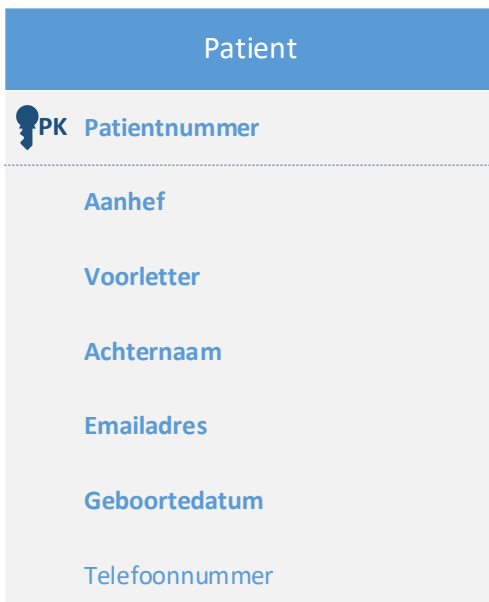 Patient
PK Patientnummer
Aanhef
Voorletter
Achternaam
Emailadres
Geboortedatum
Telefoonnummer